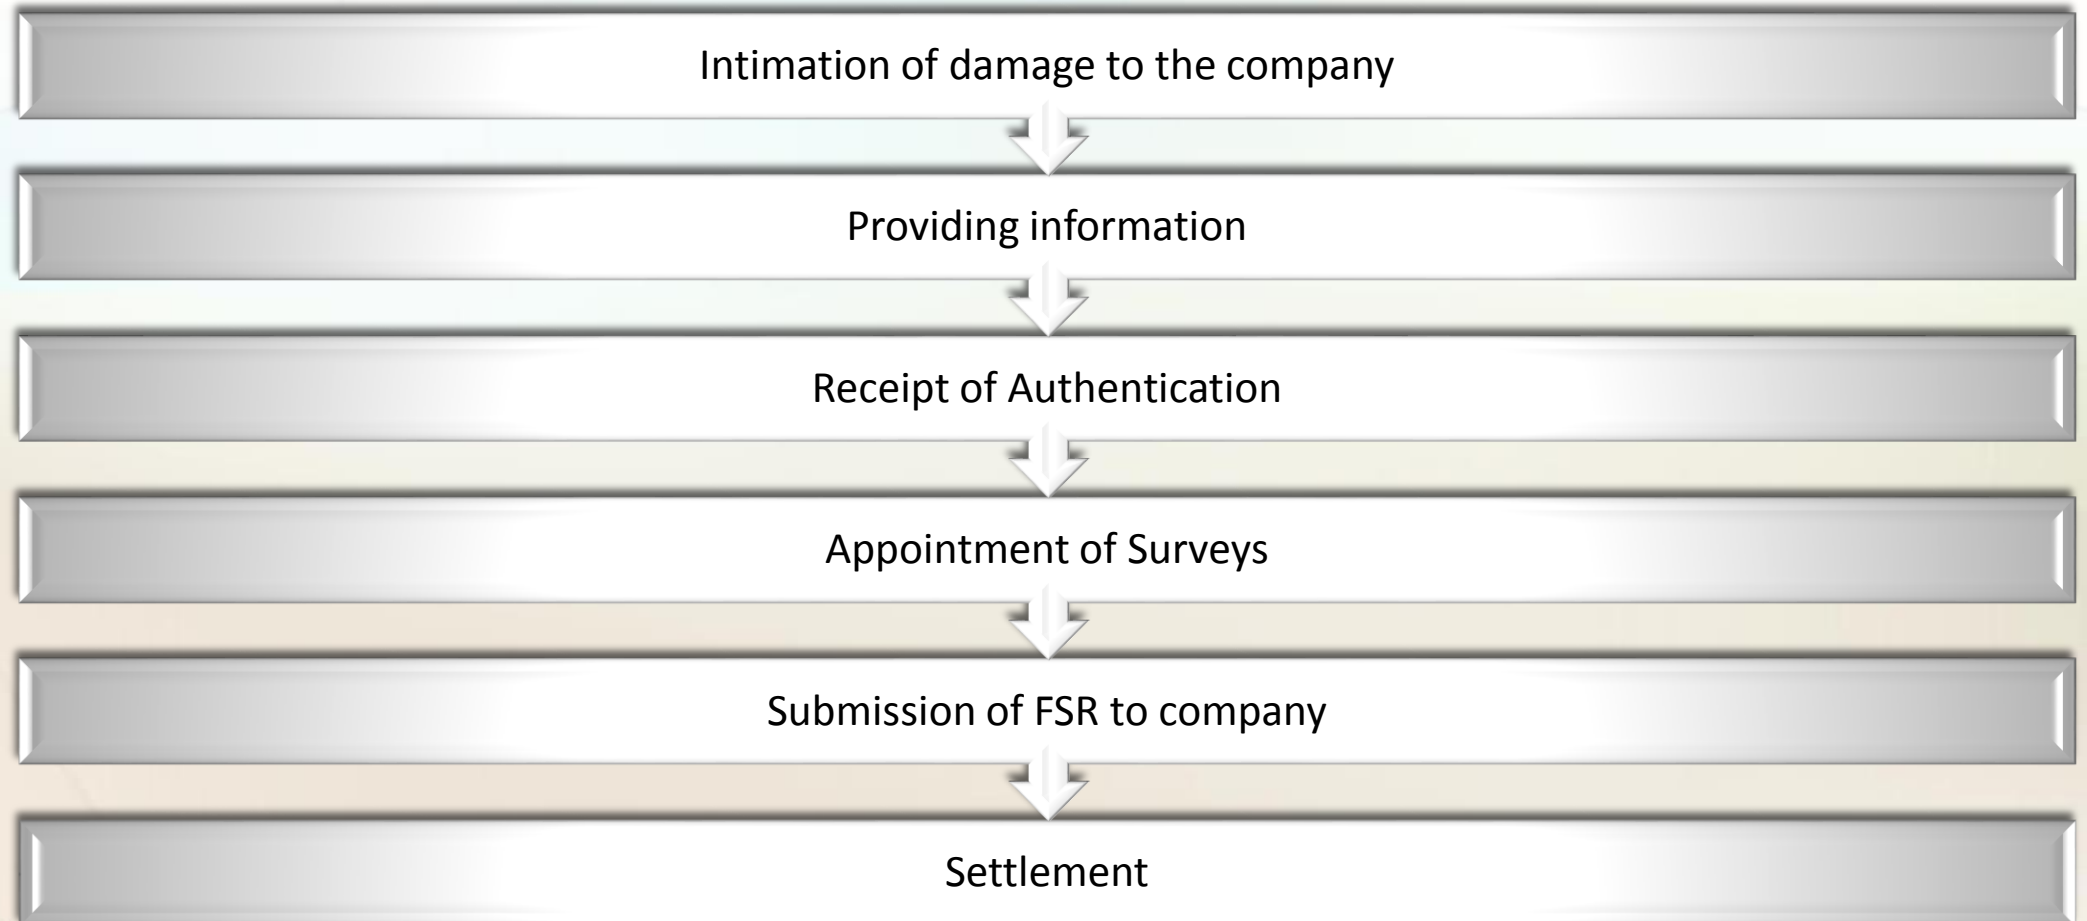 Intimation of damage to the company
Providing information
Receipt of Authentication
Appointment of Surveys
Submission of FSR to company
Settlement